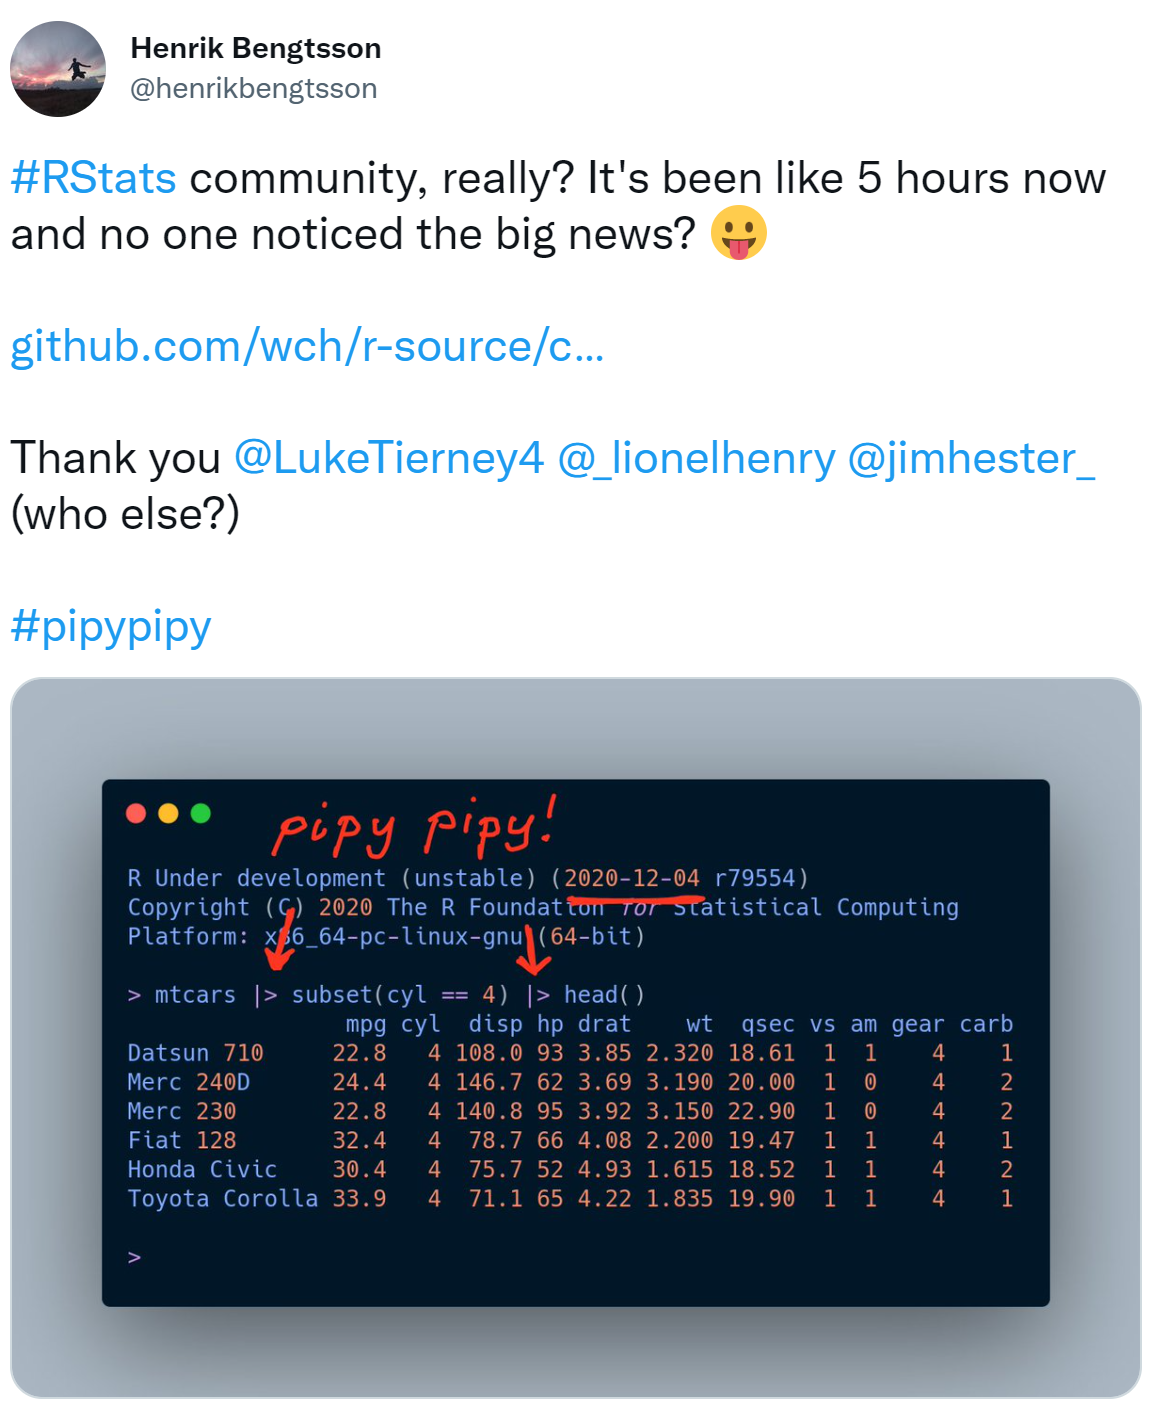 Henrik Bengtsson
@henrikbengtsson
#RStats community, really? It's been like 5 hours now
and no one noticed the big news? 😛
github.com/wch/r-source/c...
Thank you @LukeTierney4 @_lionelhenry @jimhester_
(who else?)
#pipypipy
pipy pipy!
R Under development (unstable) (2020-12-04 r79554)
Copyright (C) 2020 The R Foundation for Statistical Computing
Platform: x86_64-pc-linux-gnu (64-bit)
> mtcars |> subset(cyl == 4) |> head()
mpg cyl disp hp drat wt qsec vs am gear carb
Datsun 710 22.8 4 108.0 93 3.85 2.320 18.61 1 1 4 1
Merc 240D 24.4 4 146.7 62 3.69 3.190 20.00 1 0 4 2
Merc 230 22.8 4 140.8 95 3.92 3.150 22.90 1 0 4 2
Fiat 128 32.4 4 78.7 66 4.08 2.200 19.47 1 1 4 1
Honda Civic 30.4 4 75.7 52 4.93 1.615 18.52 1 1 4 2
Toyota Corolla 33.9 4 71.1 65 4.22 1.835 19.90 1 1 4 1
>